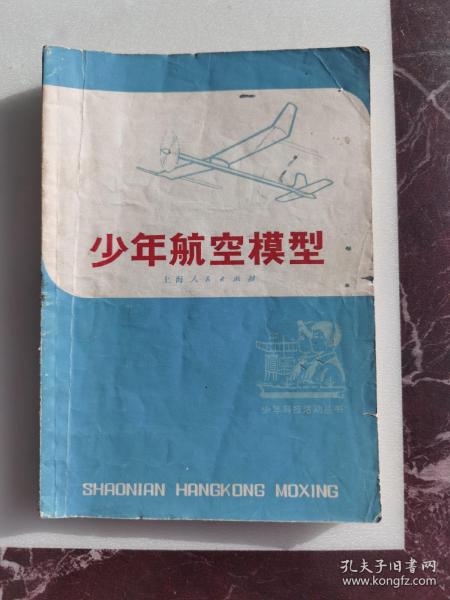 少年航空模型
上海人民出版社
少年科技活动丛书
SHAONIAN HANGKONG MOXING
孔夫子旧书网
www.kongfz.com